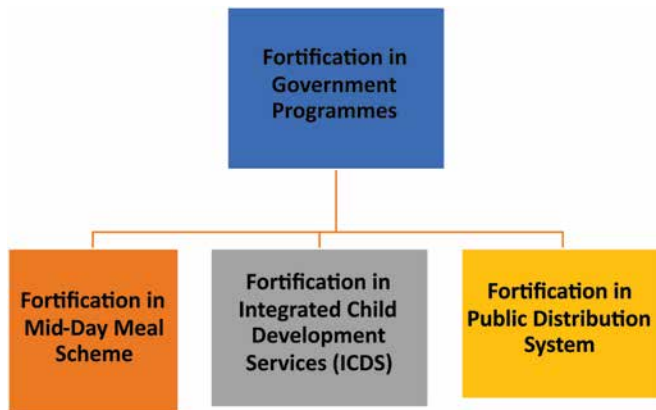 Fortification in
Government
Programmes
Fortification in
Mid-Day Meal
Scheme
Fortification in
Integrated Child
Development
Services (ICDS)
Fortification in
Public Distribution
System